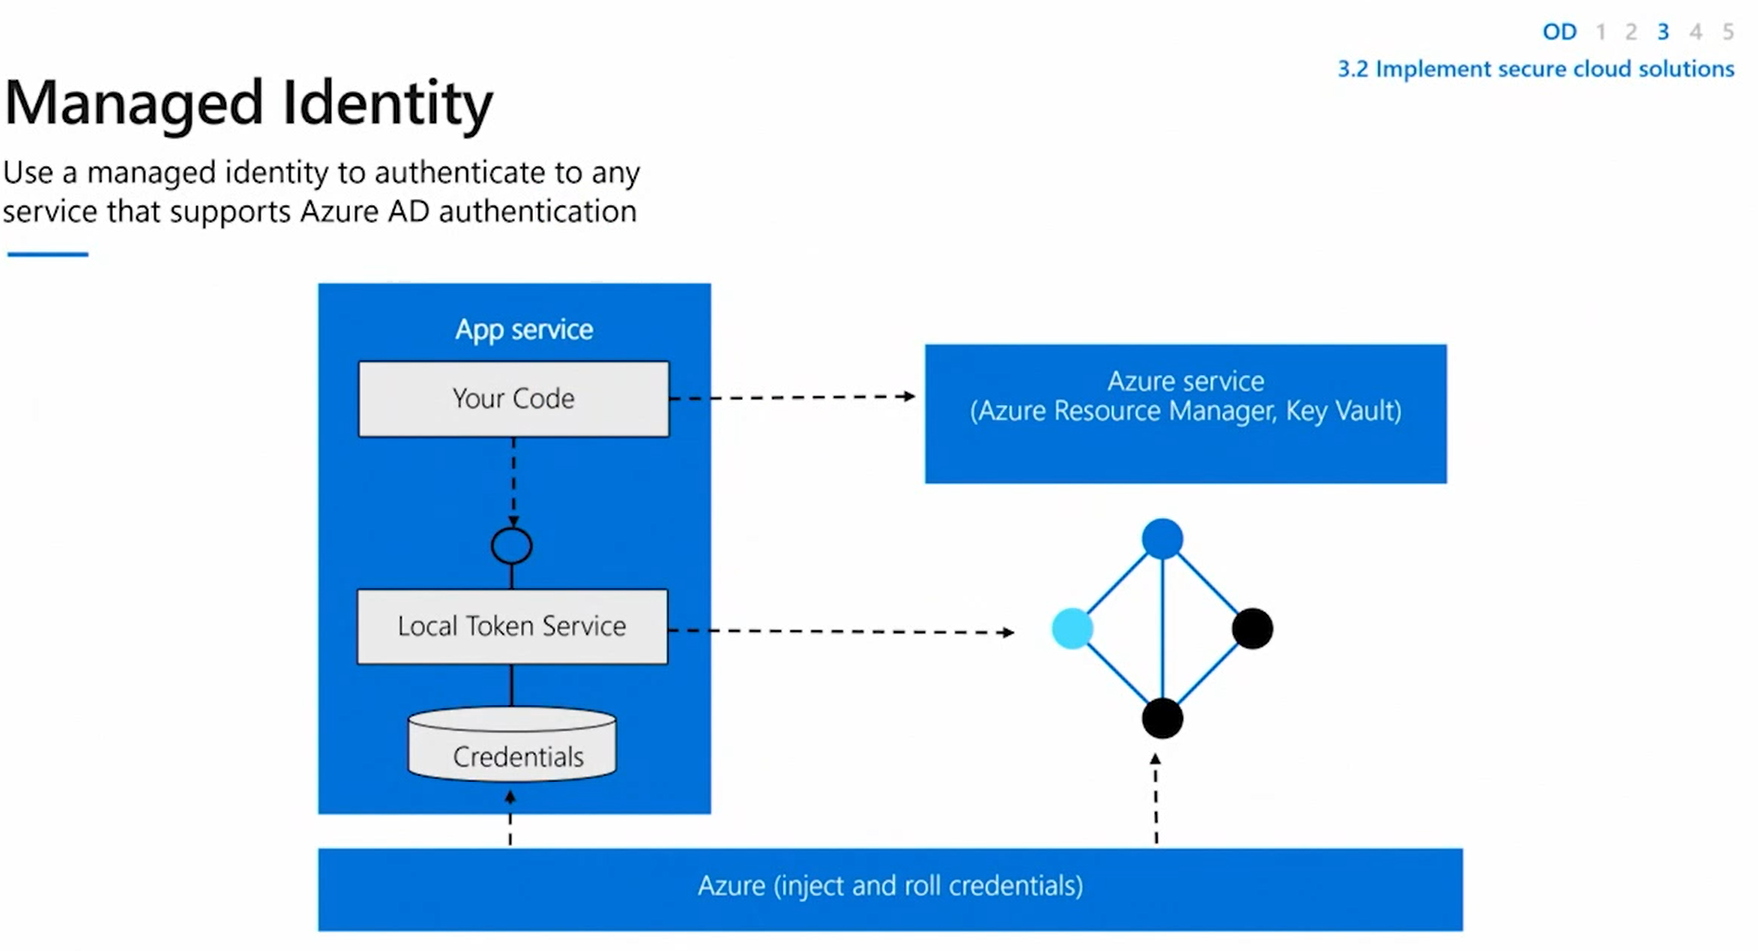 OD 1 2 3 4 5
3.2 Implement secure cloud solutions
Managed Identity
Use a managed identity to authenticate to any
service that supports Azure AD authentication
App service
Your Code
Azure service
(Azure Resource Manager, Key Vault)
Local Token Service
Credentials
Azure (inject and roll credentials)